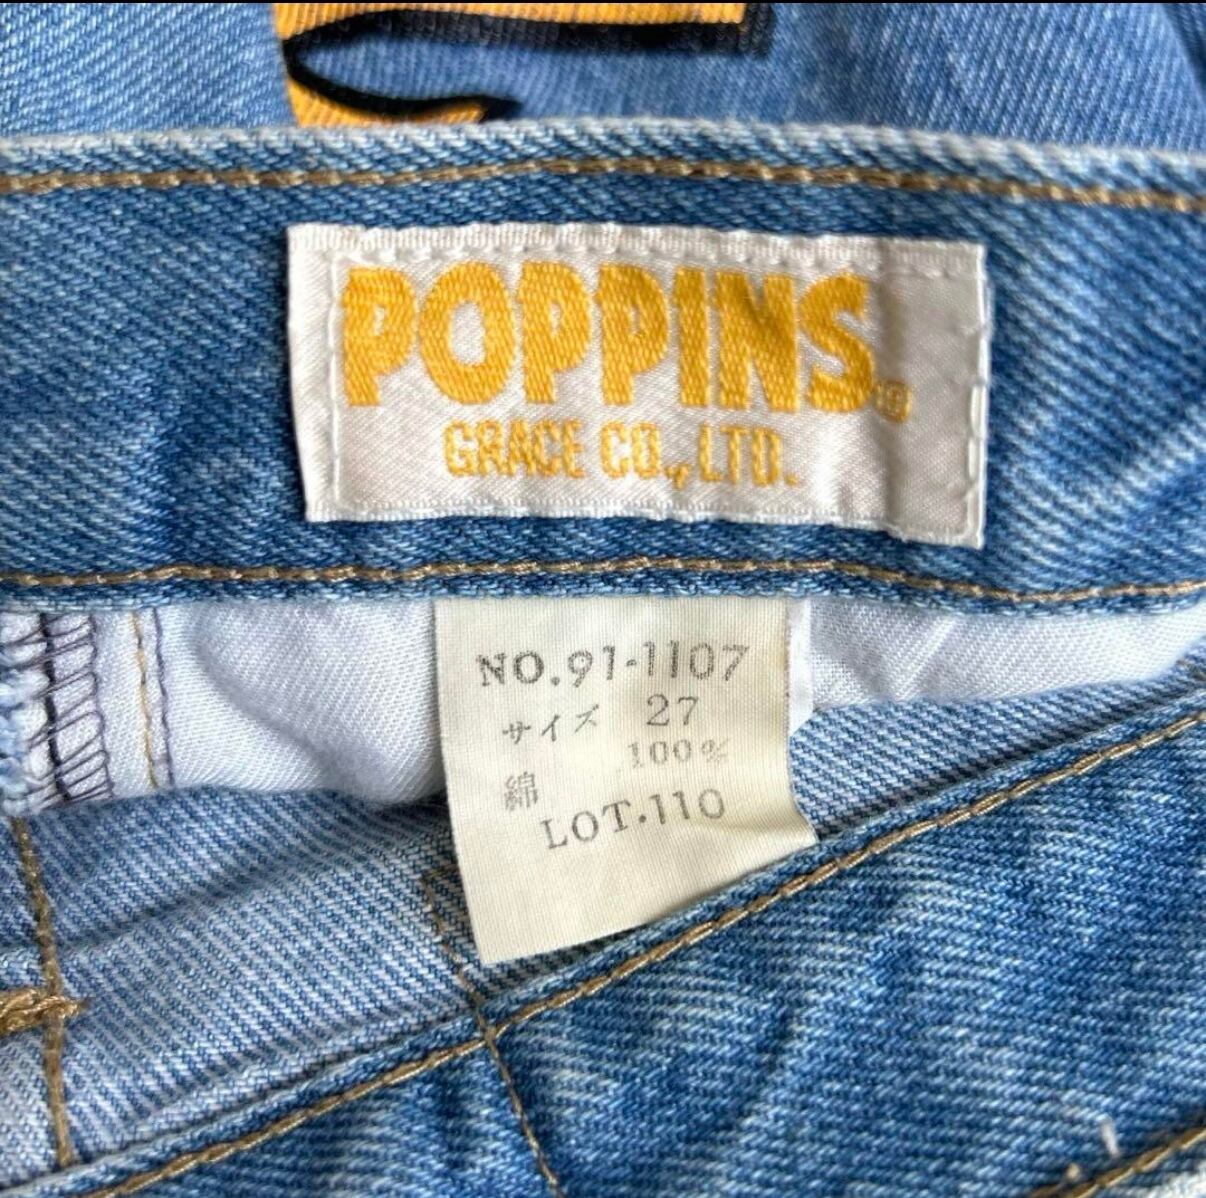 POPPINS®
GRACE CO., LTD.
NO.91-1107
サイズ 27
綿 100%
LOT.110